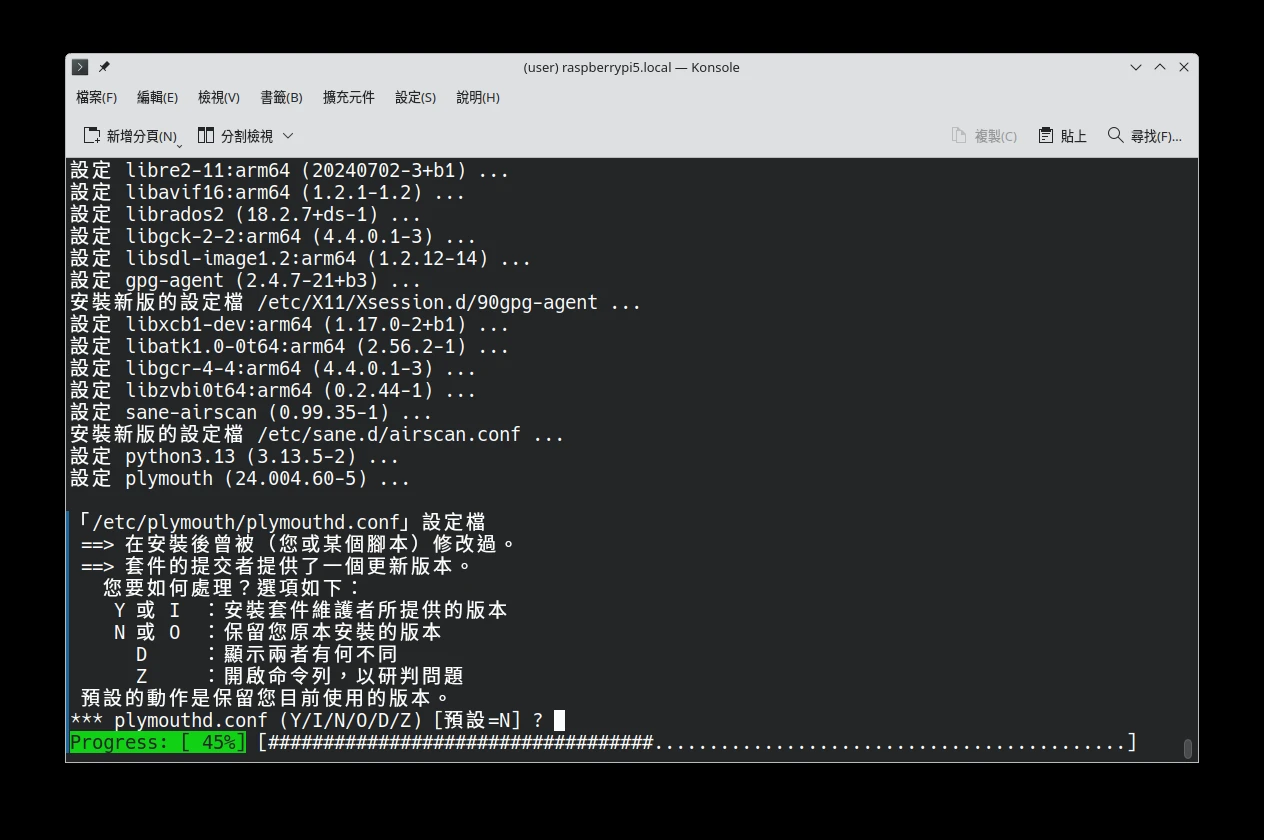 (user) raspberrypi5.local — Konsole
檔案(F) 編輯(E) 檢視(V) 書籤(B) 擴充元件 設定(S) 說明(H)
新增分頁(N) 分割檢視 複製(C) 貼上 尋找(F)...
設定 libre2-11:arm64 (20240702-3+b1) ...
設定 libavif16:arm64 (1.2.1-1.2) ...
設定 librados2 (18.2.7+ds-1) ...
設定 libgck-2-2:arm64 (4.4.0.1-3) ...
設定 libsdl-image1.2:arm64 (1.2.12-14) ...
設定 gpg-agent (2.4.7-21+b3) ...
安裝新版的設定檔 /etc/X11/Xsession.d/90gpg-agent ...
設定 libxcb1-dev:arm64 (1.17.0-2+b1) ...
設定 libatk1.0-0t64:arm64 (2.56.2-1) ...
設定 libgcr-4-4:arm64 (4.4.0.1-3) ...
設定 libzvbi0t64:arm64 (0.2.44-1) ...
設定 sane-airscan (0.99.35-1) ...
安裝新版的設定檔 /etc/sane.d/airscan.conf ...
設定 python3.13 (3.13.5-2) ...
設定 plymouth (24.004.60-5) ...
「/etc/plymouth/plymouthd.conf」設定檔
==> 在安裝後曾被（您或某個腳本）修改過。
==> 套件的提交者提供了一個更新版本。
您要如何處理？選項如下：
Y 或 I ：安裝套件維護者所提供的版本
N 或 O ：保留您原本安裝的版本
D ：顯示兩者有何不同
Z ：開啟命令列，以研判問題
預設的動作是保留您目前使用的版本。
*** plymouthd.conf (Y/I/N/O/D/Z) [預設=N] ?
Progress: [ 45%] [###################################...........................................]